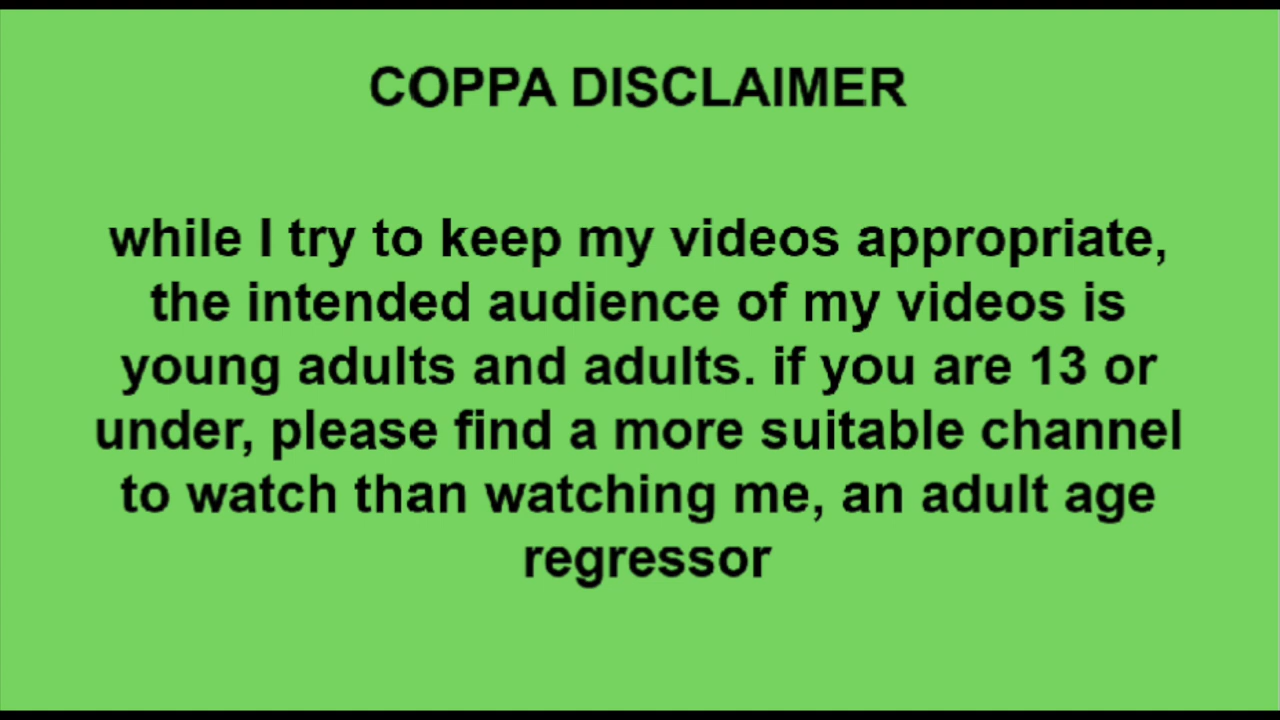 COPPA DISCLAIMER
while I try to keep my videos appropriate,
the intended audience of my videos is
young adults and adults. if you are 13 or
under, please find a more suitable channel
to watch than watching me, an adult age
regressor